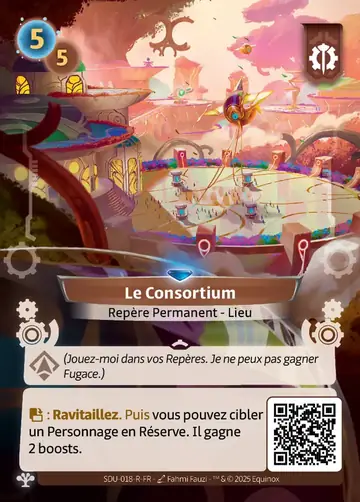 5
5
Le Consortium
Repère Permanent - Lieu
(Jouez-moi dans vos Repères. Je ne peux pas gagner
Fugace.)
: Ravitaillez. Puis vous pouvez cibler
un Personnage en Réserve. Il gagne
2 boosts.
SDU-018-R-FR - Fahmi Fauzi - ™ & © 2025 Equinox